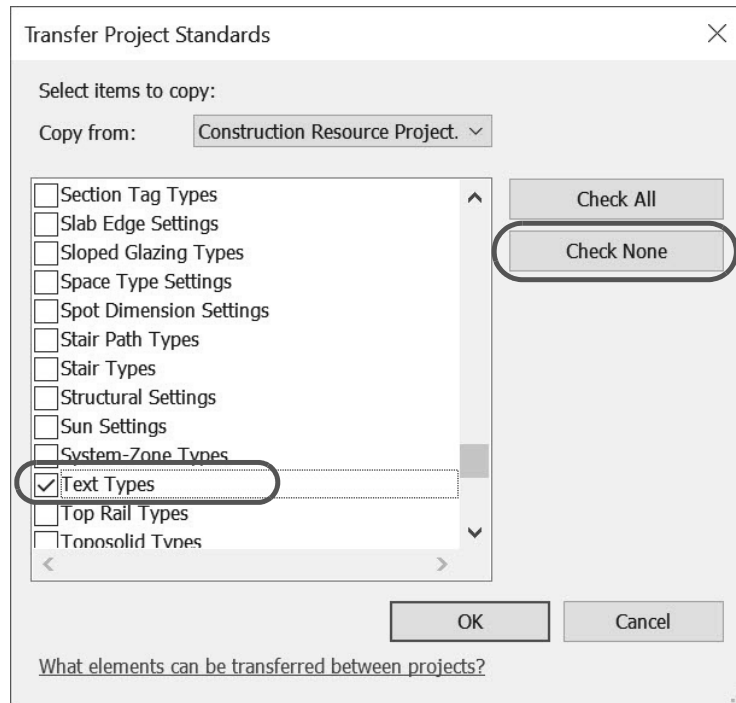 Transfer Project Standards
Select items to copy:
Copy from: Construction Resource Project.
Section Tag Types
Slab Edge Settings
Sloped Glazing Types
Space Type Settings
Spot Dimension Settings
Stair Path Types
Stair Types
Structural Settings
Sun Settings
System-Zone Types
Text Types
Top Rail Types
Toposolid Types
Check All
Check None
OK
Cancel
What elements can be transferred between projects?